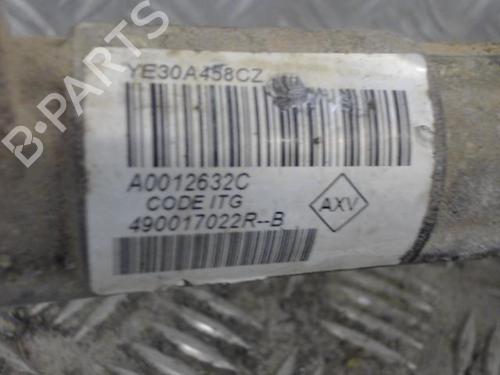 B-PARTS
YE30A458CZ
A0012632C
CODE ITG
AXV
490017022R--B